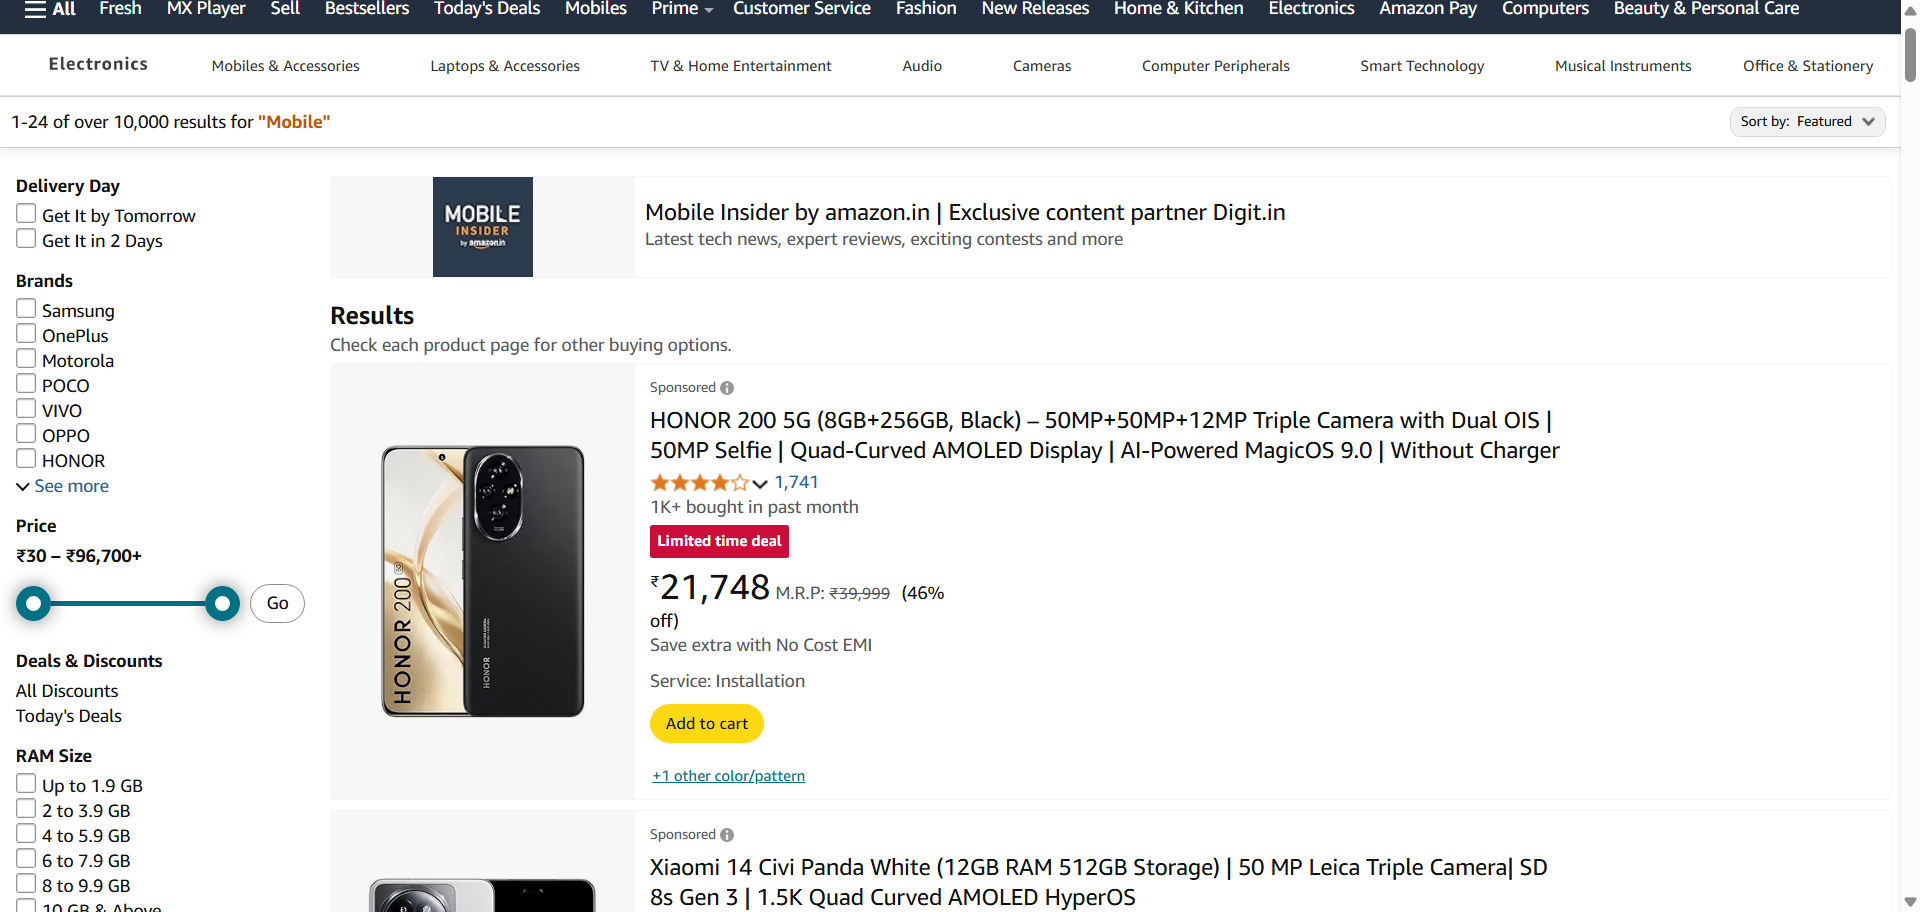 All Fresh MX Player Sell Bestsellers Today's Deals Mobiles Prime Customer Service Fashion New Releases Home & Kitchen Electronics Amazon Pay Computers Beauty & Personal Care
Electronics Mobiles & Accessories Laptops & Accessories TV & Home Entertainment Audio Cameras Computer Peripherals Smart Technology Musical Instruments Office & Stationery
1-24 of over 10,000 results for "Mobile"
Sort by: Featured
Delivery Day
Get It by Tomorrow
Get It in 2 Days
Brands
Samsung
OnePlus
Motorola
POCO
VIVO
OPPO
HONOR
See more
Price
₹30 – ₹96,700+
Go
Deals & Discounts
All Discounts
Today's Deals
RAM Size
Up to 1.9 GB
2 to 3.9 GB
4 to 5.9 GB
6 to 7.9 GB
8 to 9.9 GB
10 GB & Above
MOBILE
INSIDER
by amazon.in
Mobile Insider by amazon.in | Exclusive content partner Digit.in
Latest tech news, expert reviews, exciting contests and more
Results
Check each product page for other buying options.
HONOR 200 5G
HONOR
Sponsored
HONOR 200 5G (8GB+256GB, Black) – 50MP+50MP+12MP Triple Camera with Dual OIS |
50MP Selfie | Quad-Curved AMOLED Display | AI-Powered MagicOS 9.0 | Without Charger
1,741
1K+ bought in past month
Limited time deal
₹21,748 M.R.P: ₹39,999 (46%
off)
Save extra with No Cost EMI
Service: Installation
Add to cart
+1 other color/pattern
Sponsored
Xiaomi 14 Civi Panda White (12GB RAM 512GB Storage) | 50 MP Leica Triple Camera| SD
8s Gen 3 | 1.5K Quad Curved AMOLED HyperOS